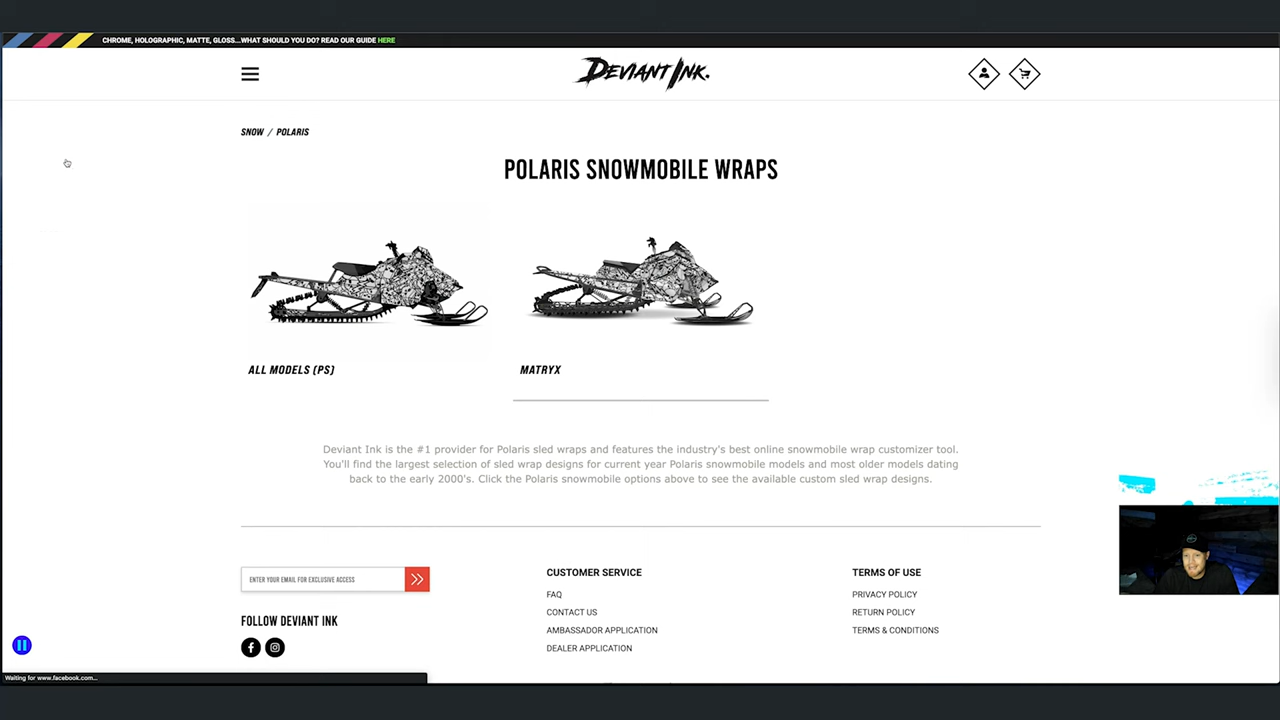 CHROME, HOLOGRAPHIC, MATTE, GLOSS...WHAT SHOULD YOU DO? READ OUR GUIDE HERE
DEVIANT INK.
SNOW / POLARIS
POLARIS SNOWMOBILE WRAPS
ALL MODELS (PS)
MATRYX
Deviant Ink is the #1 provider for Polaris sled wraps and features the industry's best online snowmobile wrap customizer tool.
You'll find the largest selection of sled wrap designs for current year Polaris snowmobile models and most older models dating
back to the early 2000's. Click the Polaris snowmobile options above to see the available custom sled wrap designs.
ENTER YOUR EMAIL FOR EXCLUSIVE ACCESS
FOLLOW DEVIANT INK
CUSTOMER SERVICE
FAQ
CONTACT US
AMBASSADOR APPLICATION
DEALER APPLICATION
TERMS OF USE
PRIVACY POLICY
RETURN POLICY
TERMS & CONDITIONS
Waiting for www.facebook.com...